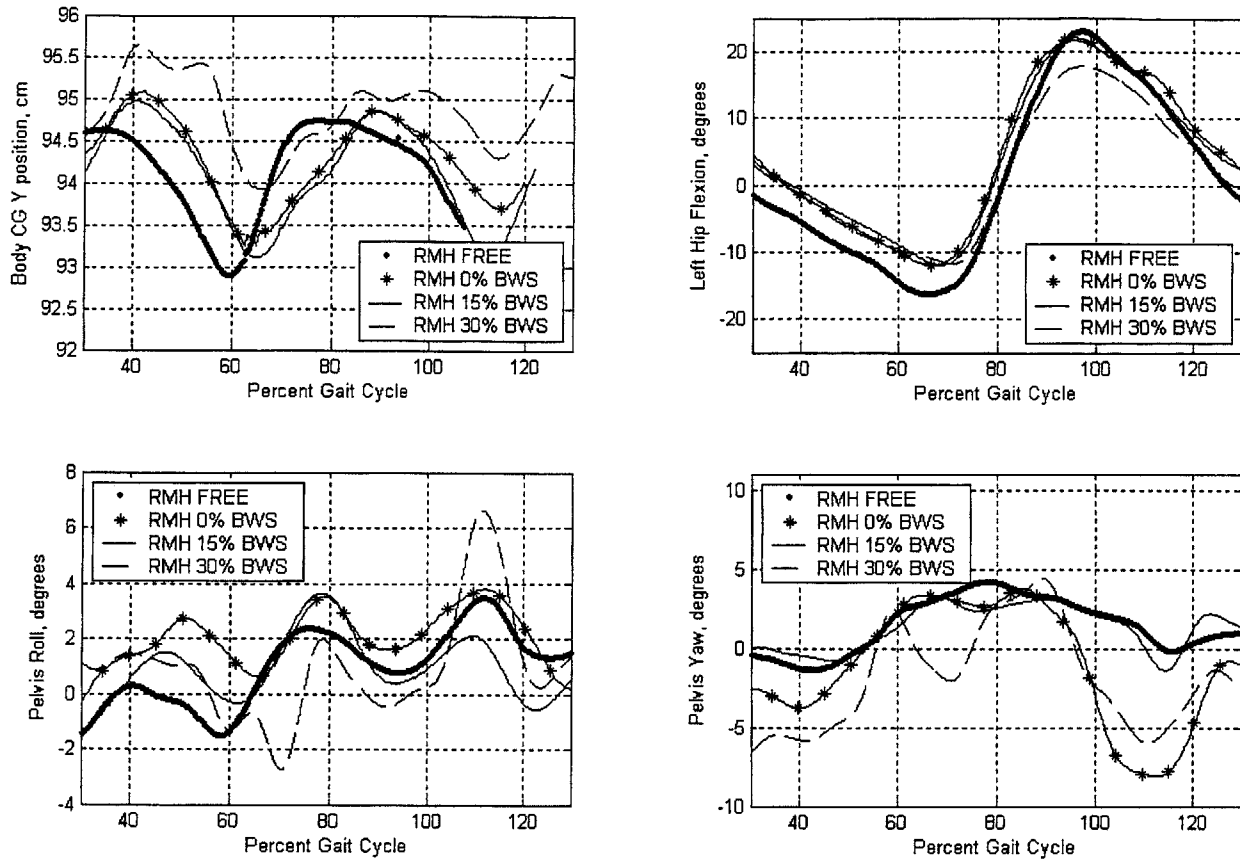 96
95.5
95
94.5
94
93.5
93
92.5
92
Body CG Y position, cm
RMH FREE
RMH 0% BWS
RMH 15% BWS
RMH 30% BWS
40 60 80 100 120
Percent Gait Cycle
20
10
0
-10
-20
Left Hip Flexion, degrees
RMH FREE
RMH 0% BWS
RMH 15% BWS
RMH 30% BWS
40 60 80 100 120
Percent Gait Cycle
8
6
4
2
0
-2
-4
Pelvis Roll, degrees
RMH FREE
RMH 0% BWS
RMH 15% BWS
RMH 30% BWS
40 60 80 100 120
Percent Gait Cycle
10
5
0
-5
-10
Pelvis Yaw, degrees
RMH FREE
RMH 0% BWS
RMH 15% BWS
RMH 30% BWS
40 60 80 100 120
Percent Gait Cycle